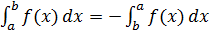 ∫_a^b f(x) dx = −∫_b^a f(x) dx